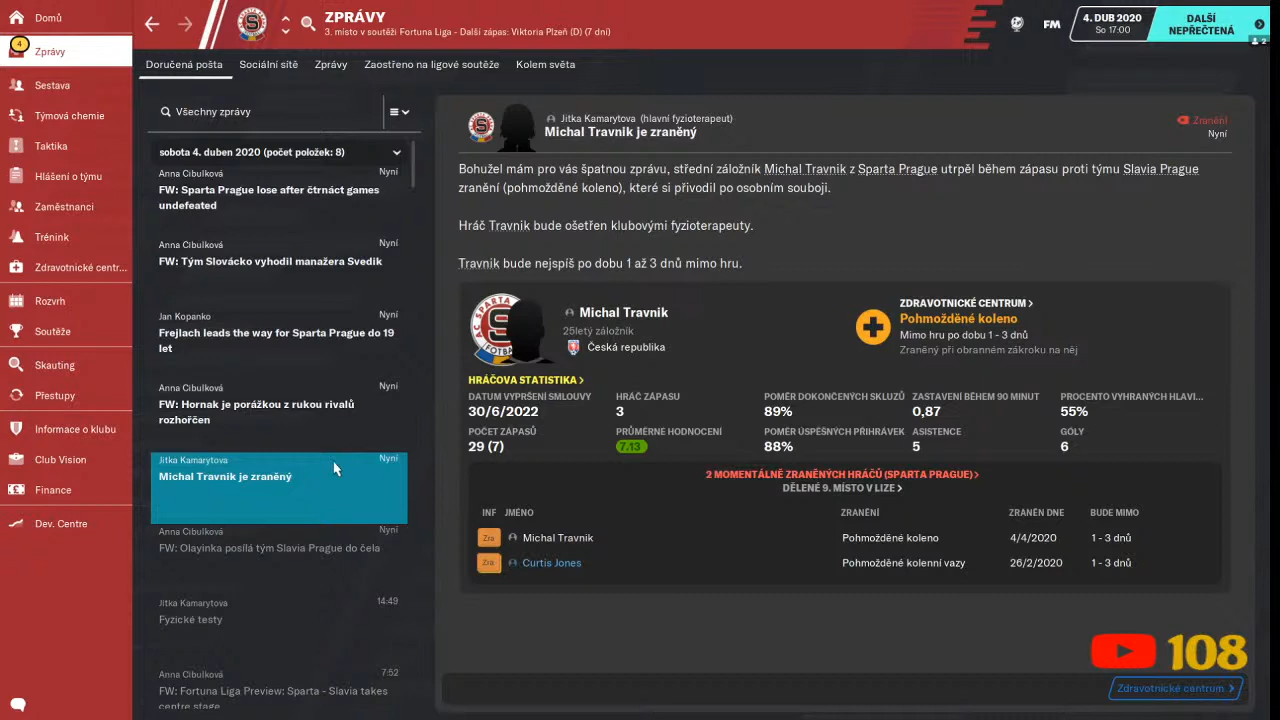 Domů
4
Zprávy
Sestava
Týmová chemie
Taktika
Hlášení o týmu
Zaměstnanci
Trénink
Zdravotnické centr...
Rozvrh
Soutěže
Skauting
Přestupy
Informace o klubu
Club Vision
Finance
Dev. Centre
ZPRÁVY
3. místo v soutěži: Fortuna Liga - Další zápas: Viktoria Plzeň (D) (7 dní)
FM
4. DUB 2020
So 17:00
DALŠÍ NEPŘEČTENÁ
2
Doručená pošta
Sociální sítě
Zprávy
Zaostřeno na ligové soutěže
Kolem světa
Všechny zprávy
sobota 4. duben 2020 (počet položek: 8)
Anna Cibulková Nyní
FW: Sparta Prague lose after čtrnáct games
undefeated
Anna Cibulková Nyní
FW: Tým Slovácko vyhodil manažera Svedik
Jan Kopanko Nyní
Frejlach leads the way for Sparta Prague do 19
let
Anna Cibulková Nyní
FW: Hornak je porážkou z rukou rivalů
rozhořčen
Jitka Kamarytova Nyní
Michal Travnik je zraněný
Anna Cibulková Nyní
FW: Olayinka posílá tým Slavia Prague do čela
Jitka Kamarytova 14:49
Fyzické testy
Anna Cibulková 7:52
FW: Fortuna Liga Preview: Sparta - Slavia takes
centre stage
Jitka Kamarytova (hlavní fyzioterapeut)
Michal Travnik je zraněný
Zranění
Nyní
Bohužel mám pro vás špatnou zprávu, střední záložník Michal Travnik z Sparta Prague utrpěl během zápasu proti týmu Slavia Prague
zranění (pohmožděné koleno), které si přivodil po osobním souboji.
Hráč Travnik bude ošetřen klubovými fyzioterapeuty.
Travnik bude nejspíš po dobu 1 až 3 dnů mimo hru.
Michal Travnik
25letý záložník
Česká republika
ZDRAVOTNICKÉ CENTRUM >
Pohmožděné koleno
Mimo hru po dobu 1 - 3 dnů
Zraněný při obranném zákroku na něj
HRÁČOVA STATISTIKA >
DATUM VYPRŠENÍ SMLOUVY HRÁČ ZÁPASU POMĚR DOKONČENÝCH SKLUZŮ ZASTAVENÍ BĚHEM 90 MINUT PROCENTO VYHRANÝCH HLAVI...
30/6/2022 3 89% 0,87 55%
POČET ZÁPASŮ PRŮMĚRNÉ HODNOCENÍ POMĚR ÚSPĚŠNÝCH PŘIHRÁVEK ASISTENCE GÓLY
29 (7) 7.13 88% 5 6
2 MOMENTÁLNĚ ZRANĚNÝCH HRÁČŮ (SPARTA PRAGUE) >
DĚLENÉ 9. MÍSTO V LIZE >
INF JMÉNO ZRANĚNÍ ZRANĚN DNE BUDE MIMO
Zra Michal Travnik Pohmožděné koleno 4/4/2020 1 - 3 dnů
Zra Curtis Jones Pohmožděné kolenní vazy 26/2/2020 1 - 3 dnů
108
Zdravotnické centrum >